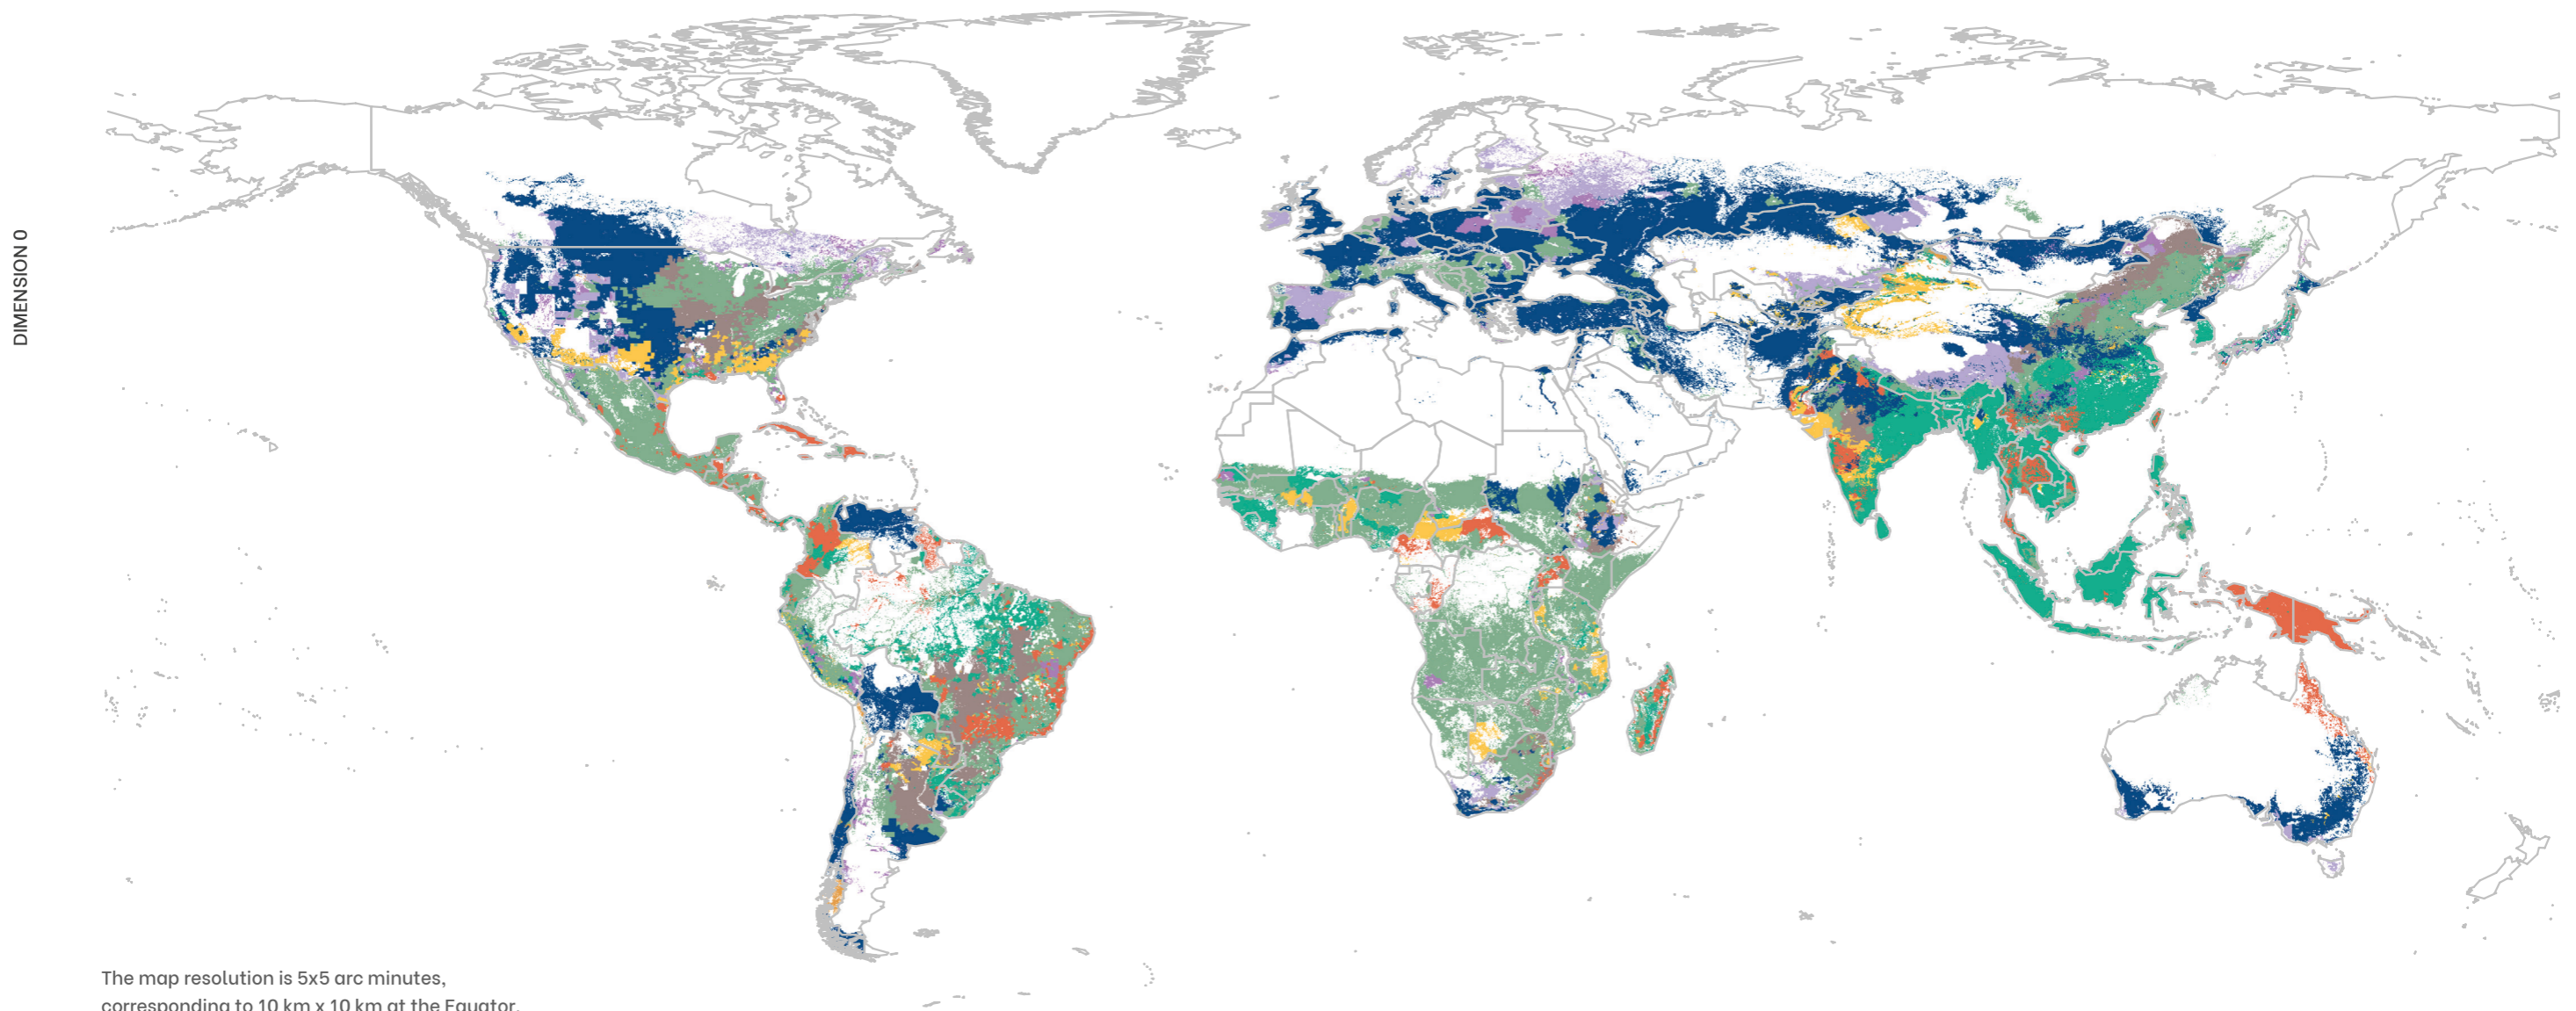 DIMENSION 0
The map resolution is 5x5 arc minutes,
corresponding to 10 km x 10 km at the Equator.